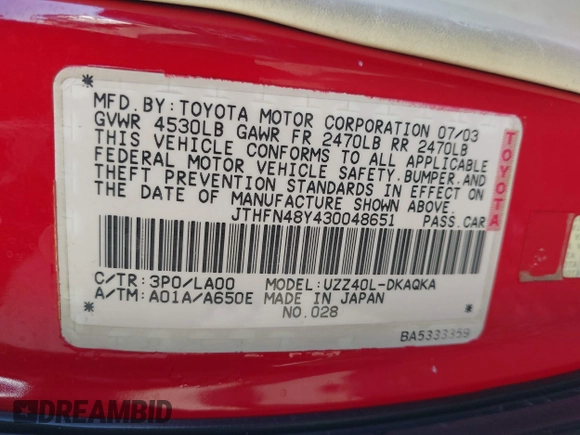 MFD.BY:TOYOTA MOTOR CORPORATION 07/03
GVWR 4530LB GAWR FR 2470LB RR 2470LB
THIS VEHICLE CONFORMS TO ALL APPLICABLE
FEDERAL MOTOR VEHICLE SAFETY,BUMPER,AND
THEFT PREVENTION STANDARDS IN EFFECT ON
THE DATE OF MANUFACTURE SHOWN ABOVE.
JTHFN48Y430048651 PASS.CAR
TOYOTA
C/TR:3P0/LA00 MODEL:UZZ40L-DKAQKA
A/TM:A01A/A650E MADE IN JAPAN
NO.028
BA5333359
DREAMBID